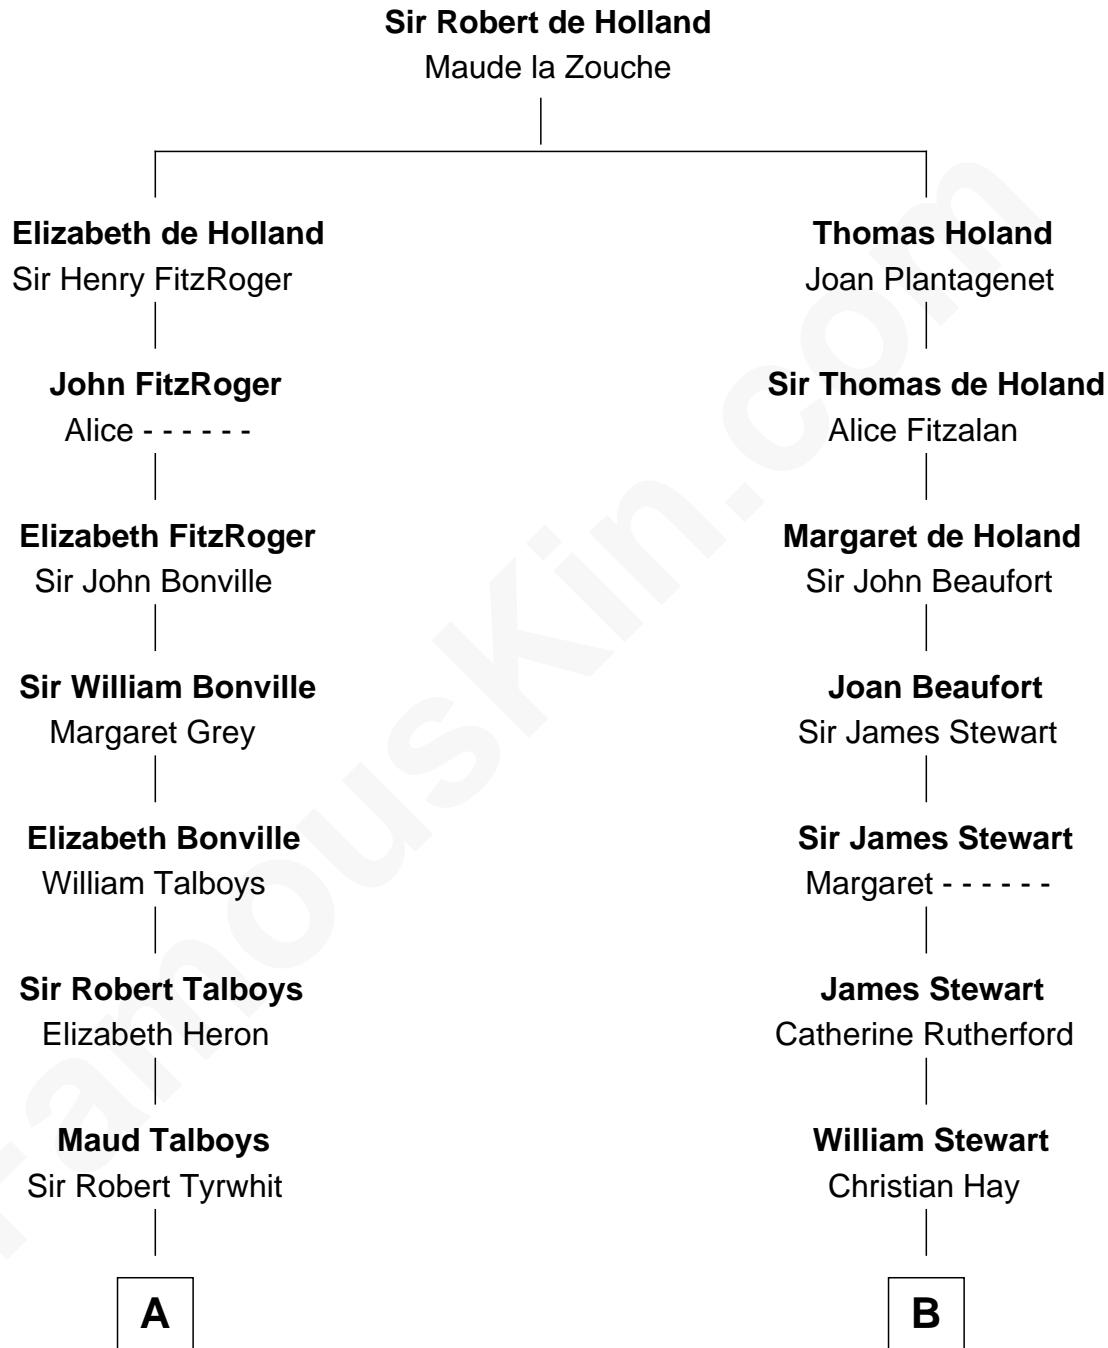 Sir Robert de Holland
Maude la Zouche
Elizabeth de Holland
Sir Henry FitzRoger
Thomas Holand
Joan Plantagenet
John FitzRoger
Alice - - - - - -
Sir Thomas de Holand
Alice Fitzalan
Elizabeth FitzRoger
Sir John Bonville
Margaret de Holand
Sir John Beaufort
Sir William Bonville
Margaret Grey
Joan Beaufort
Sir James Stewart
Elizabeth Bonville
William Talboys
Sir James Stewart
Margaret - - - - - -
Sir Robert Talboys
Elizabeth Heron
James Stewart
Catherine Rutherford
Maud Talboys
Sir Robert Tyrwhit
William Stewart
Christian Hay
A
B
FamousKin.com